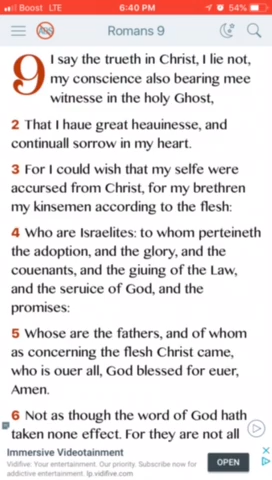 Boost LTE 6:40 PM 54%
Romans 9
9 I say the trueth in Christ, I lie not,
my conscience also bearing mee
witnesse in the holy Ghost,
2 That I haue great heauinesse, and
continuall sorrow in my heart.
3 For I could wish that my selfe were
accursed from Christ, for my brethren
my kinsemen according to the flesh:
4 Who are Israelites: to whom perteineth
the adoption, and the glory, and the
couenants, and the giuing of the Law,
and the seruice of God, and the
promises:
5 Whose are the fathers, and of whom
as concerning the flesh Christ came,
who is ouer all, God blessed for euer,
Amen.
6 Not as though the word of God hath
taken none effect. For they are not all
Immersive Videotainment
Vidifive: Your entertainment. Our priority. Subscribe now for
addictive entertainment. lp.vidifive.com
OPEN